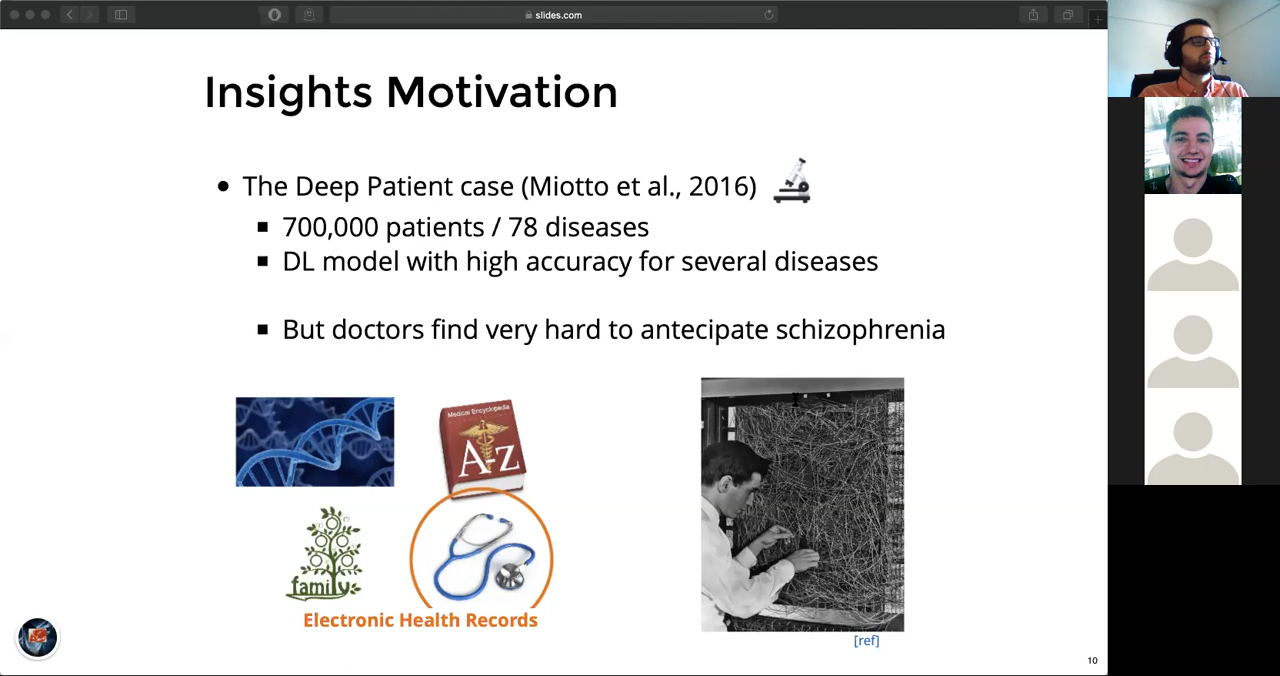 slides.com
Insights Motivation
The Deep Patient case (Miotto et al., 2016)
700,000 patients / 78 diseases
DL model with high accuracy for several diseases
But doctors find very hard to antecipate schizophrenia
Medical Encyclopedia
A-Z
family
Electronic Health Records
[ref]
10